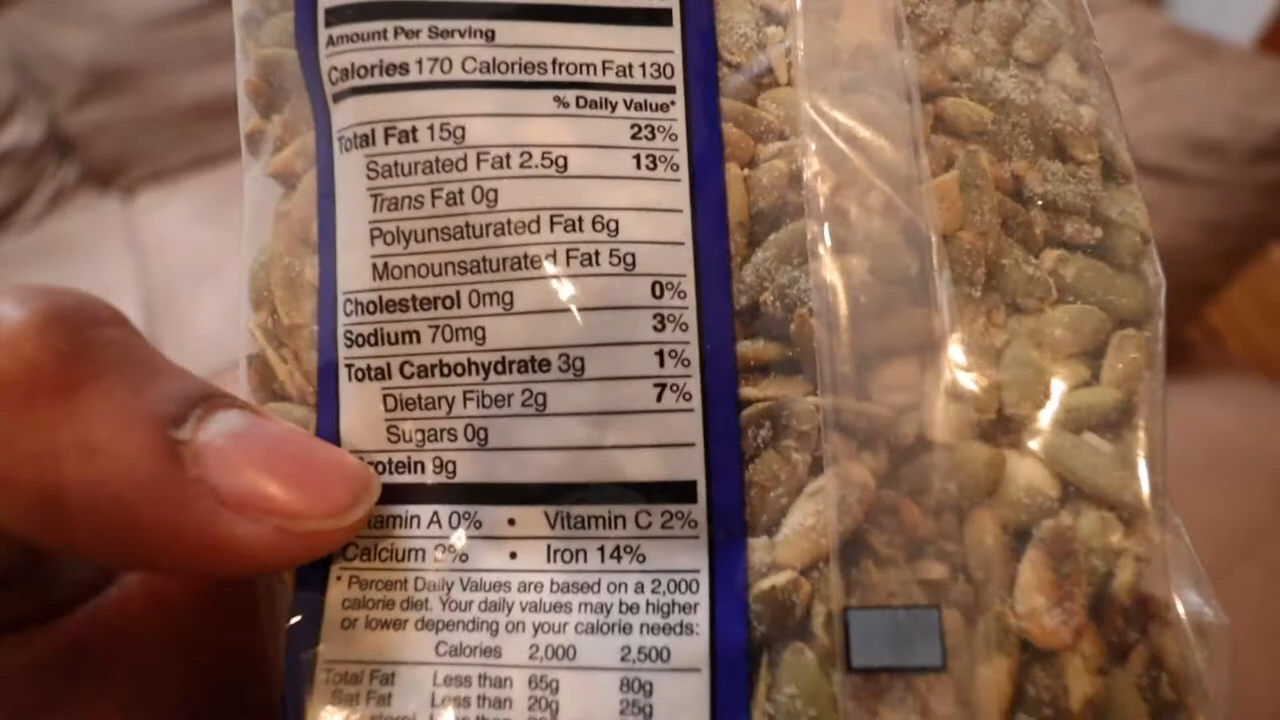 Amount Per Serving
Calories 170 Calories from Fat 130
% Daily Value*
Total Fat 15g 23%
Saturated Fat 2.5g 13%
Trans Fat 0g
Polyunsaturated Fat 6g
Monounsaturated Fat 5g
Cholesterol 0mg 0%
Sodium 70mg 3%
Total Carbohydrate 3g 1%
Dietary Fiber 2g 7%
Sugars 0g
rotein 9g
tamin A 0% • Vitamin C 2%
Calcium • Iron 14%
* Percent Daily Values are based on a 2,000
calorie diet. Your daily values may be higher
or lower depending on your calorie needs:
Calories 2,000 2,500
Total Fat Less than 65g 80g
Sat Fat Less than 20g 25g